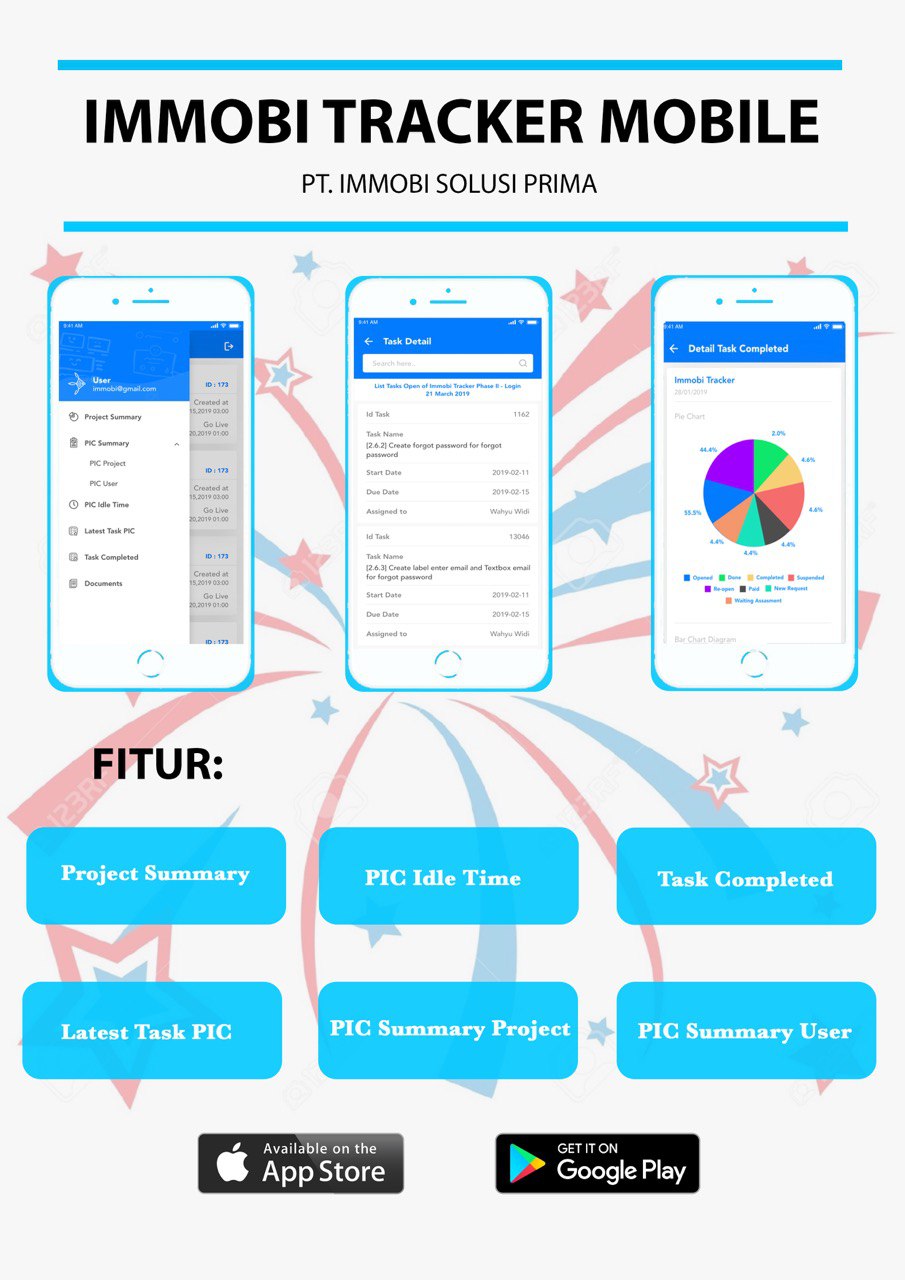 IMMOBI TRACKER MOBILE
PT. IMMOBI SOLUSI PRIMA
9:41 AM
User
immobi@gmail.com
Project Summary
PIC Summary
PIC Project
PIC User
PIC Idle Time
Latest Task PIC
Task Completed
Documents
ID : 173
Created at
15,2019 03:00
Go Live
20,2019 01:00
ID : 173
Created at
15,2019 03:00
Go Live
20,2019 01:00
ID : 173
Created at
15,2019 03:00
Go Live
20,2019 01:00
ID : 173
9:41 AM
Task Detail
Search here...
List Tasks Open of Immobi Tracker Phase II - Login
21 March 2019
Id Task 1162
Task Name
[2.6.2] Create forgot password for forgot
password
Start Date 2019-02-11
Due Date 2019-02-15
Assigned to Wahyu Widi
Id Task 13046
Task Name
[2.6.3] Create label enter email and Textbox email
for forgot password
Start Date 2019-02-11
Due Date 2019-02-15
Assigned to Wahyu Widi
9:41 AM
Detail Task Completed
Immobi Tracker
28/01/2019
Pie Chart
2.0%
44.4%
4.6%
55.5%
4.6%
4.4%
4.4%
4.4%
Opened Done Completed Suspended
Re-open Paid New Request
Waiting Assasment
Bar Chart Diagram
FITUR:
Project Summary
PIC Idle Time
Task Completed
Latest Task PIC
PIC Summary Project
PIC Summary User
Available on the
App Store
GET IT ON
Google Play
123RF